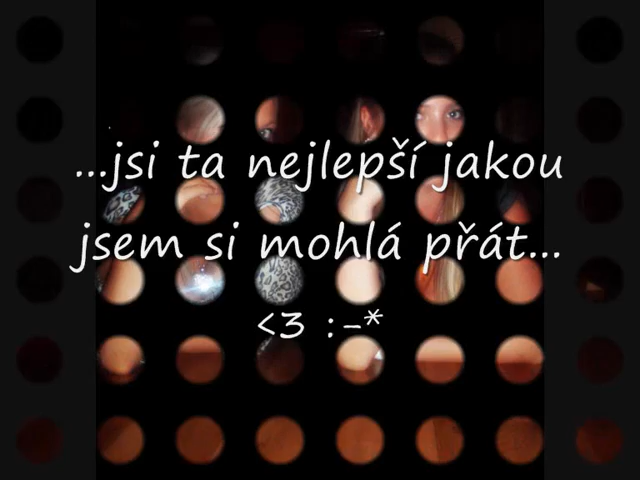 ...jsi ta nejlepší jakou
jsem si mohlá přát...
<3 :-*